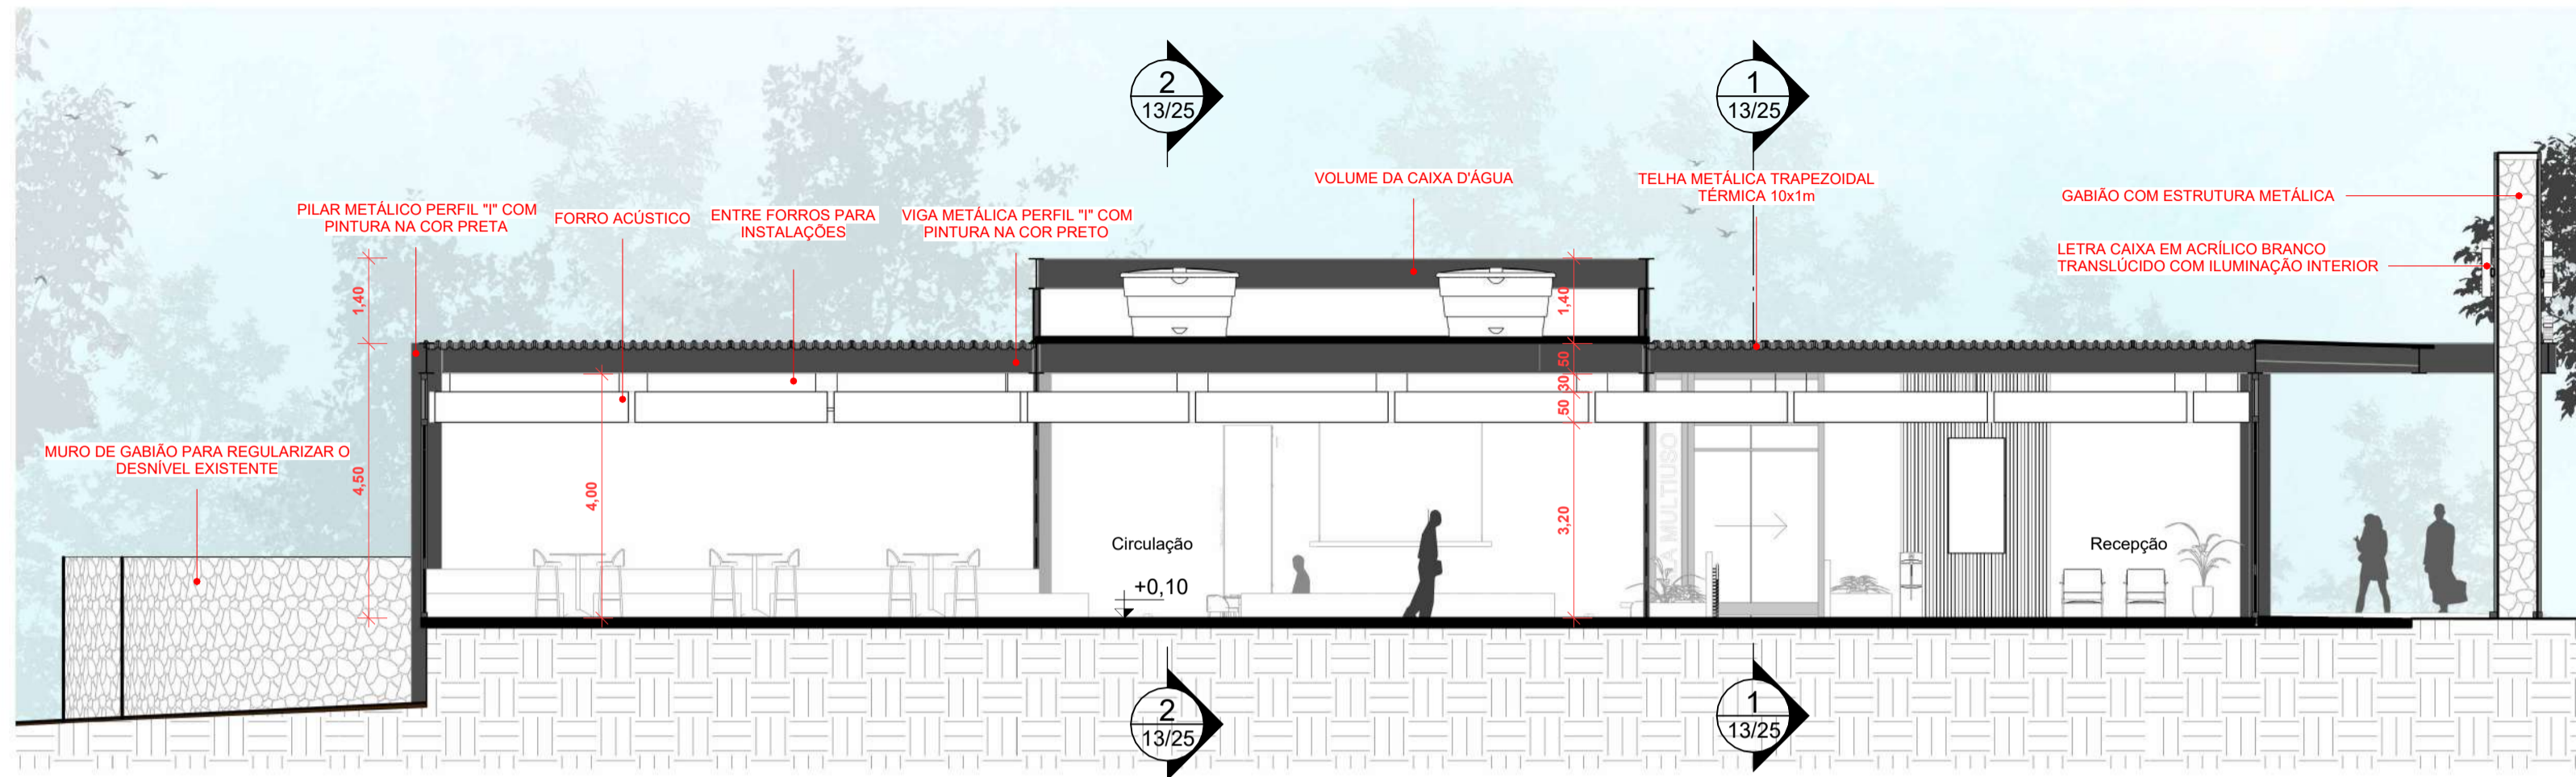 2
13/25
1
13/25
VOLUME DA CAIXA D'ÁGUA
TELHA METÁLICA TRAPEZOIDAL
TÉRMICA 10x1m
GABIÃO COM ESTRUTURA METÁLICA
PILAR METÁLICO PERFIL "I" COM
PINTURA NA COR PRETA
FORRO ACÚSTICO
ENTRE FORROS PARA
INSTALAÇÕES
VIGA METÁLICA PERFIL "I" COM
PINTURA NA COR PRETO
LETRA CAIXA EM ACRÍLICO BRANCO
TRANSLÚCIDO COM ILUMINAÇÃO INTERIOR
1,40
1,40
50
30
50
MURO DE GABIÃO PARA REGULARIZAR O
DESNÍVEL EXISTENTE
4,50
4,00
3,20
A MULTIUSO
Circulação
+0,10
Recepção
2
13/25
1
13/25